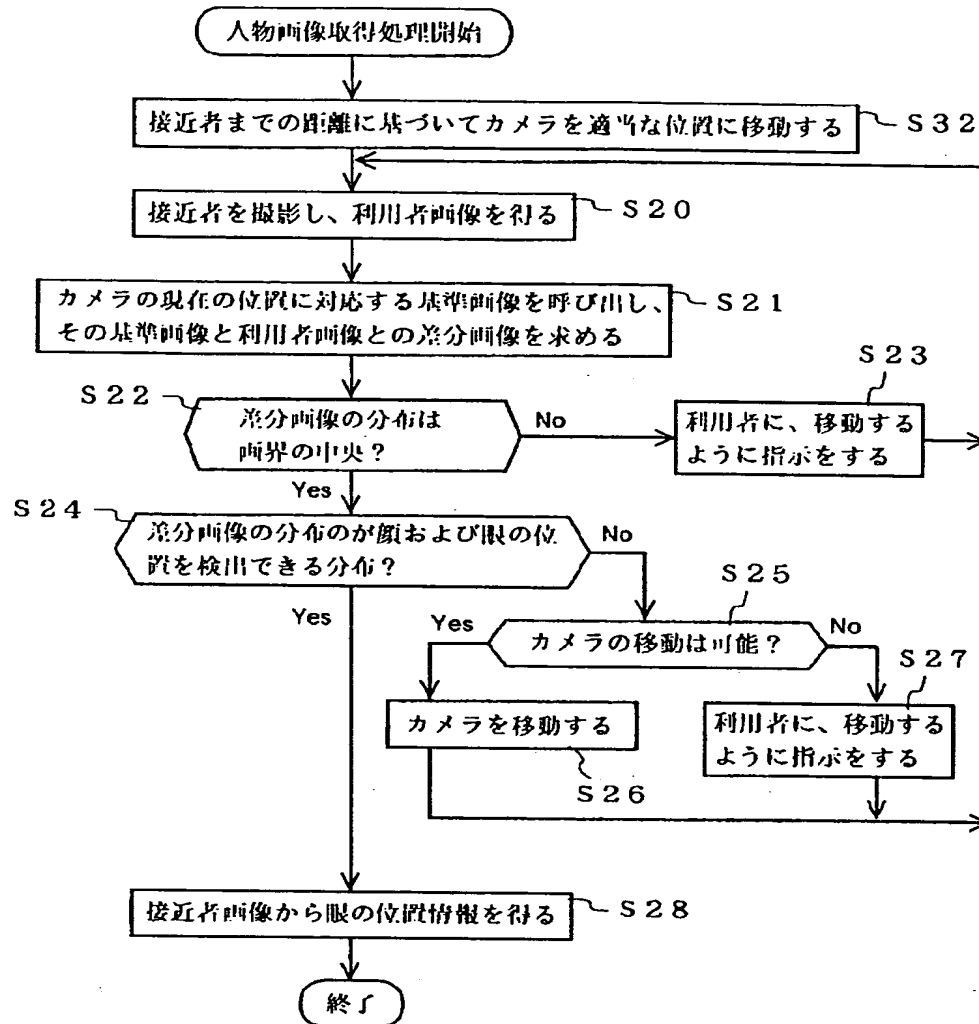 人物画像取得処理開始
接近者までの距離に基づいてカメラを適当な位置に移動する
S32
接近者を撮影し、利用者画像を得る
S20
カメラの現在の位置に対応する基準画像を呼び出し、
その基準画像と利用者画像との差分画像を求める
S21
S22
差分画像の分布は
画界の中央?
No
Yes
S23
利用者に、移動する
ように指示をする
S24
差分画像の分布のが顔および眼の位
置を検出できる分布?
No
Yes
S25
カメラの移動は可能?
Yes
No
カメラを移動する
S26
S27
利用者に、移動する
ように指示をする
接近者画像から眼の位置情報を得る
S28
終了